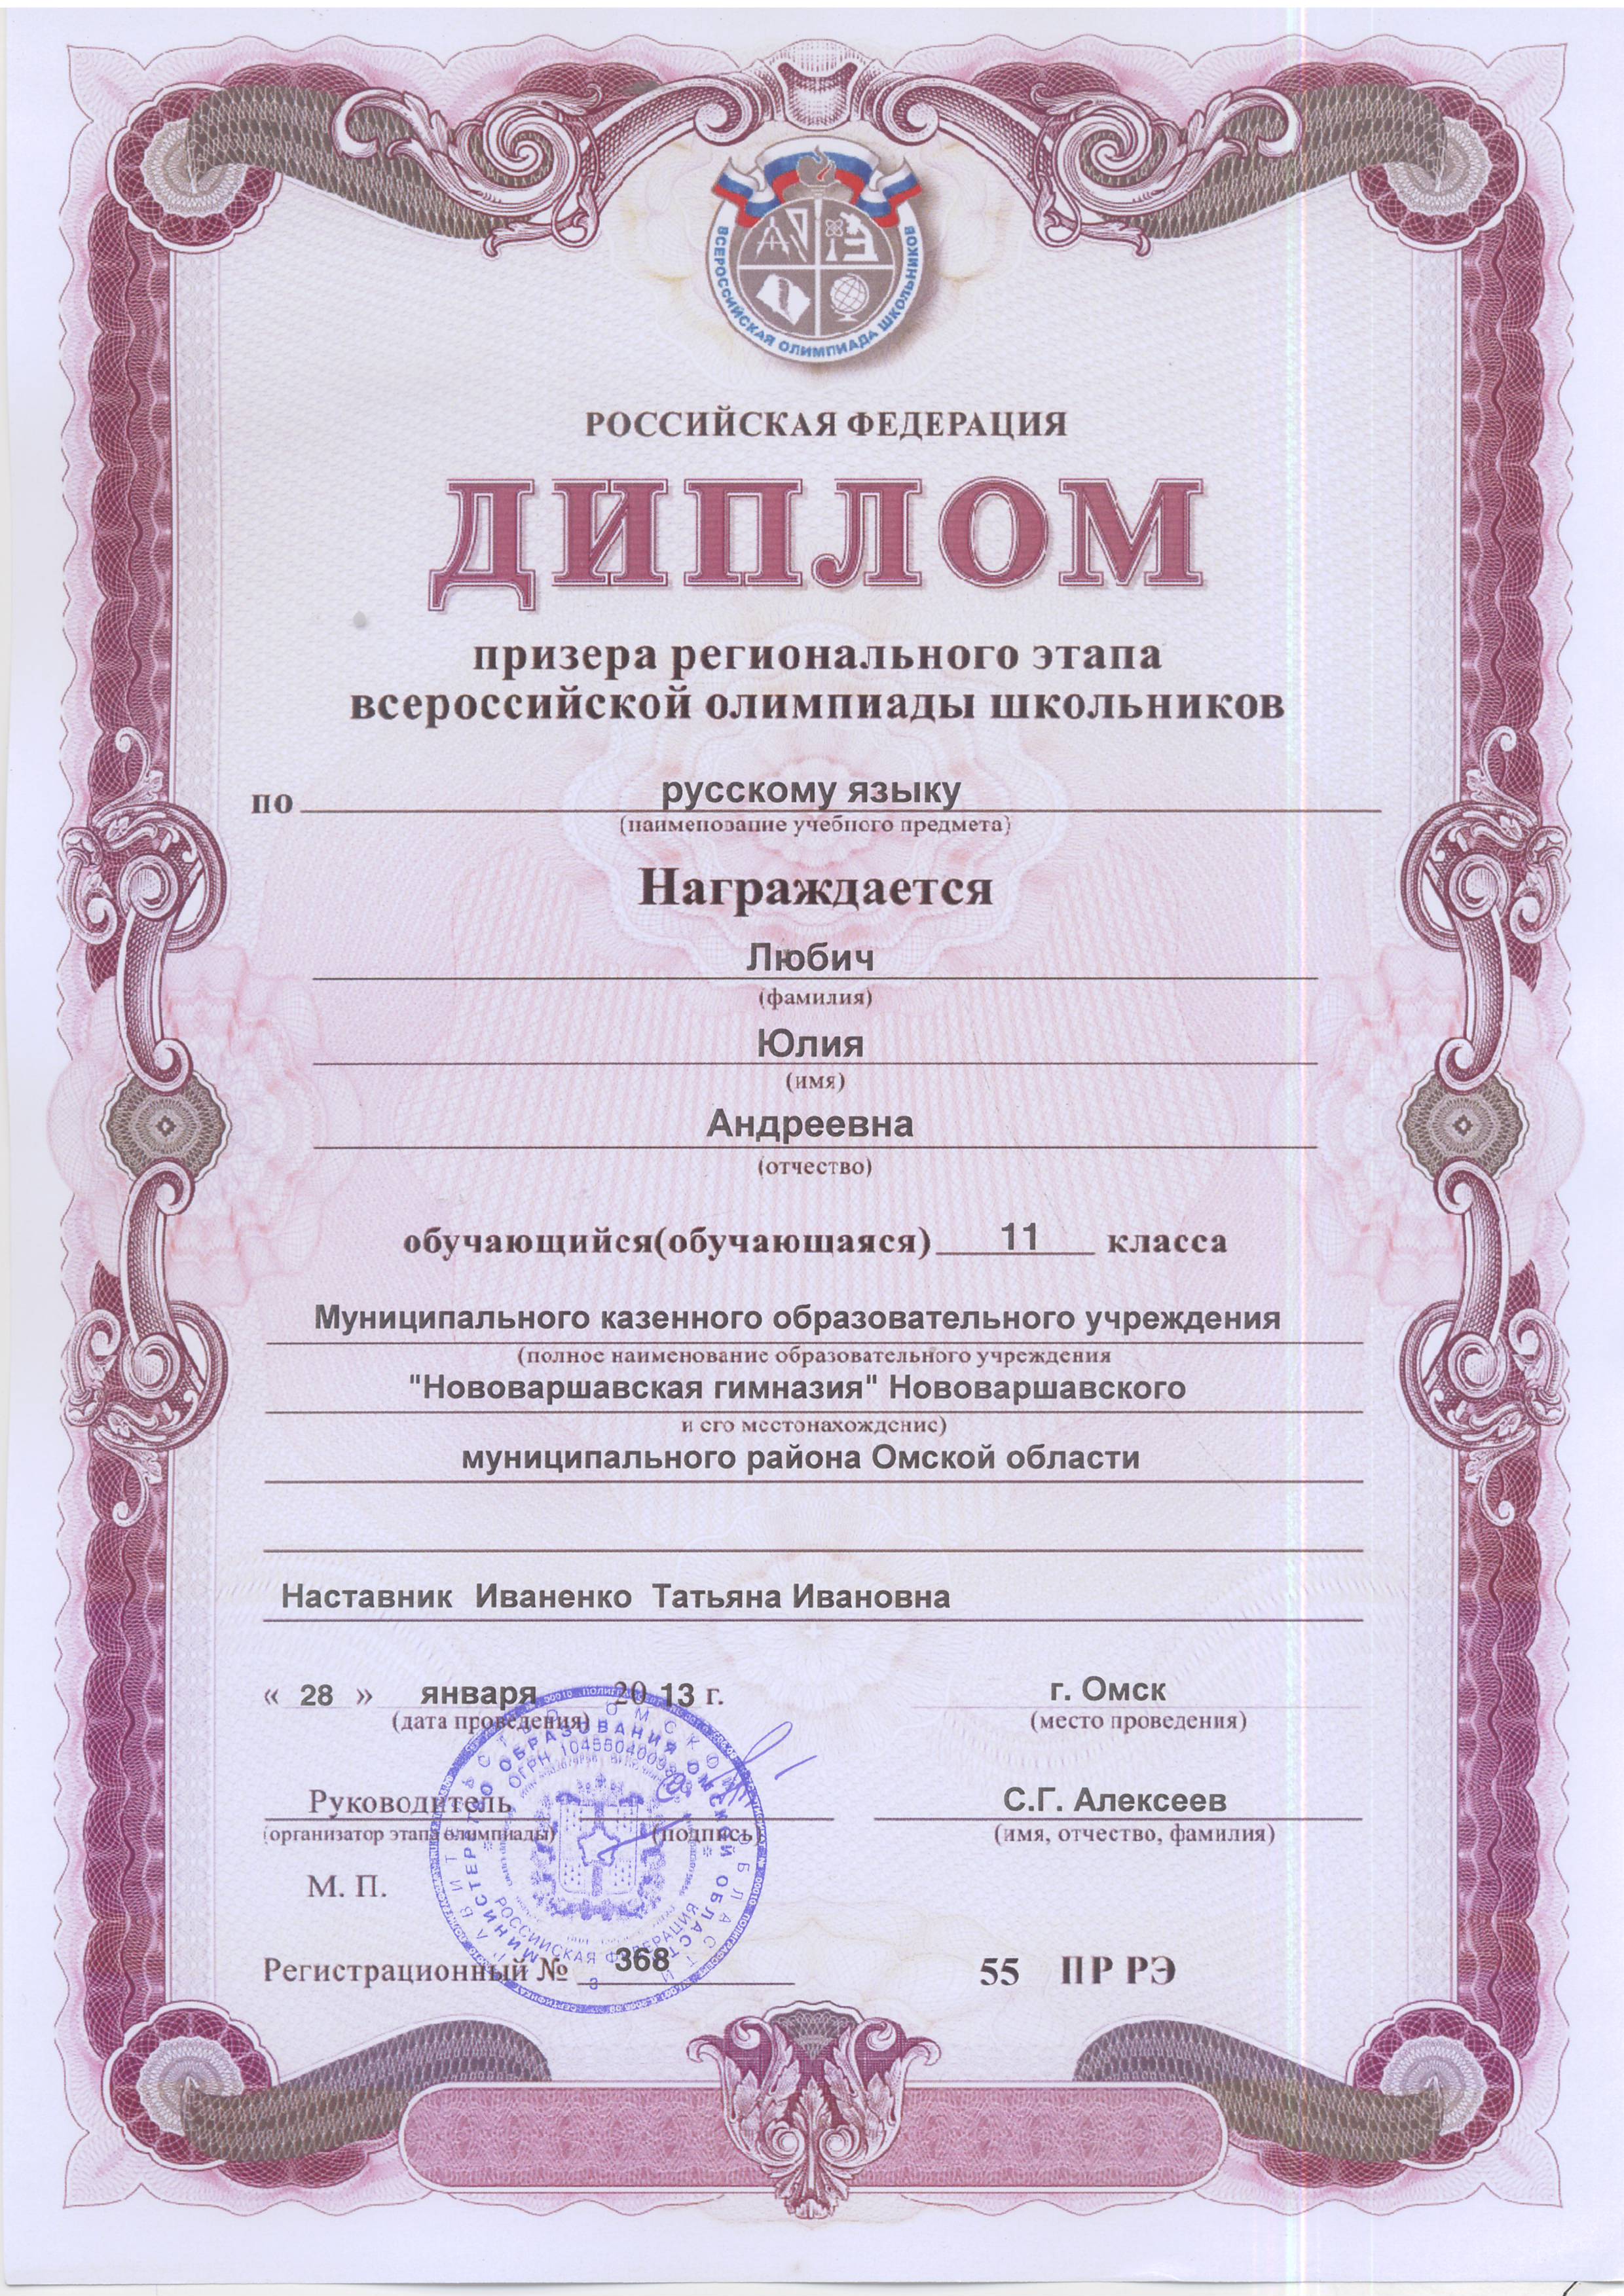 ВСЕРОССИЙСКАЯ ОЛИМПИАДА ШКОЛЬНИКОВ
РОССИЙСКАЯ ФЕДЕРАЦИЯ
ДИПЛОМ
призера регионального этапа
всероссийской олимпиады школьников
по русскому языку
(наименование учебного предмета)
Награждается
Любич
(фамилия)
Юлия
(имя)
Андреевна
(отчество)
обучающийся(обучающаяся) 11 класса
Муниципального казенного образовательного учреждения
(полное наименование образовательного учреждения
"Нововаршавская гимназия" Нововаршавского
и его местонахождение)
муниципального района Омской области
Наставник Иваненко Татьяна Ивановна
« 28 » января 20 13 г. г. Омск
(дата проведения) (место проведения)
Руководитель С.Г. Алексеев
(организатор этапа олимпиады) (подпись) (имя, отчество, фамилия)
М. П.
МИНИСТЕРСТВО ОБРАЗОВАНИЯ ОМСКОЙ ОБЛАСТИ
РОССИЙСКАЯ ФЕДЕРАЦИЯ
Регистрационный № 368 55 ПР РЭ